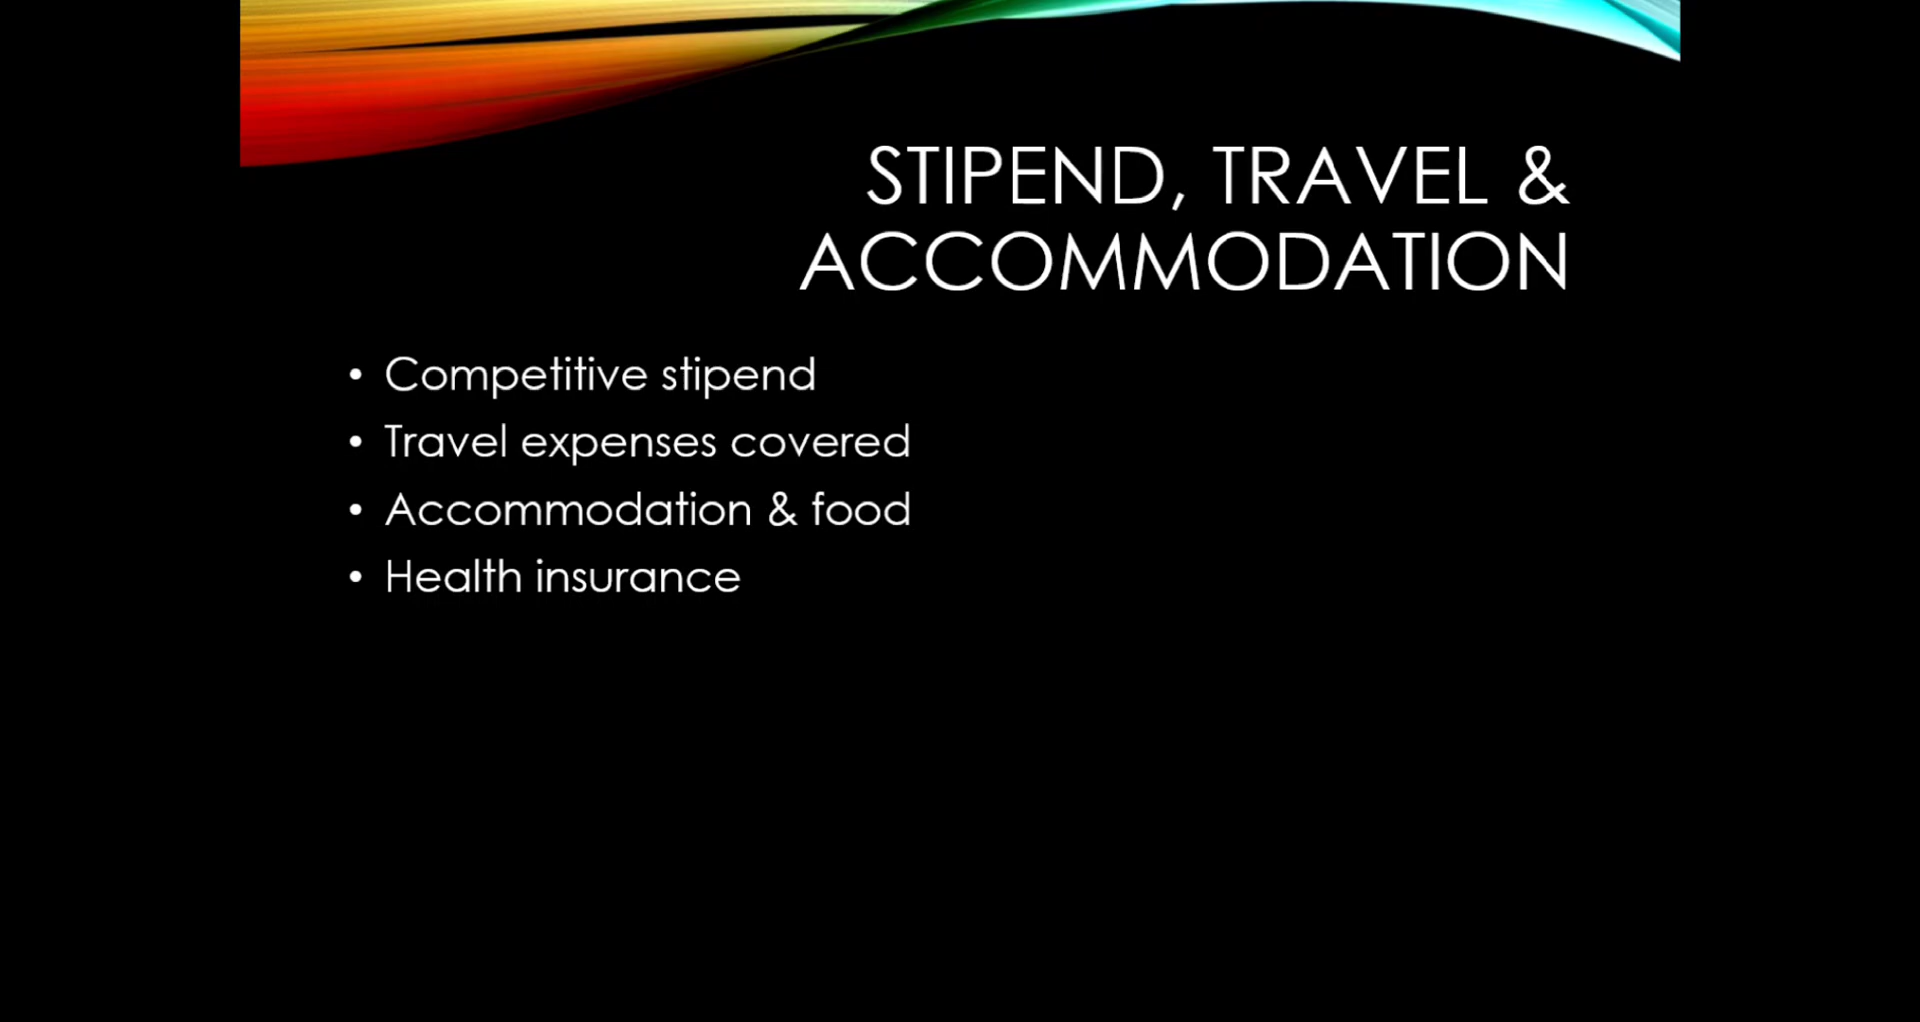 STIPEND, TRAVEL &
ACCOMMODATION
• Competitive stipend
• Travel expenses covered
• Accommodation & food
• Health insurance